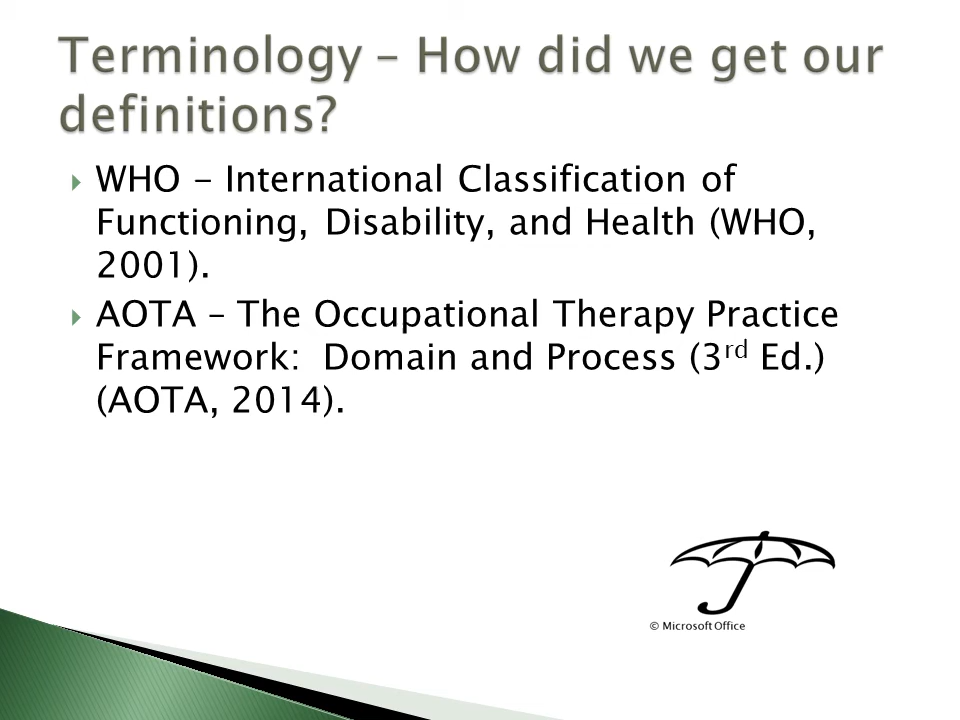 Terminology – How did we get our
definitions?
WHO - International Classification of
Functioning, Disability, and Health (WHO,
2001).
AOTA – The Occupational Therapy Practice
Framework:  Domain and Process (3rd Ed.)
(AOTA, 2014).
© Microsoft Office